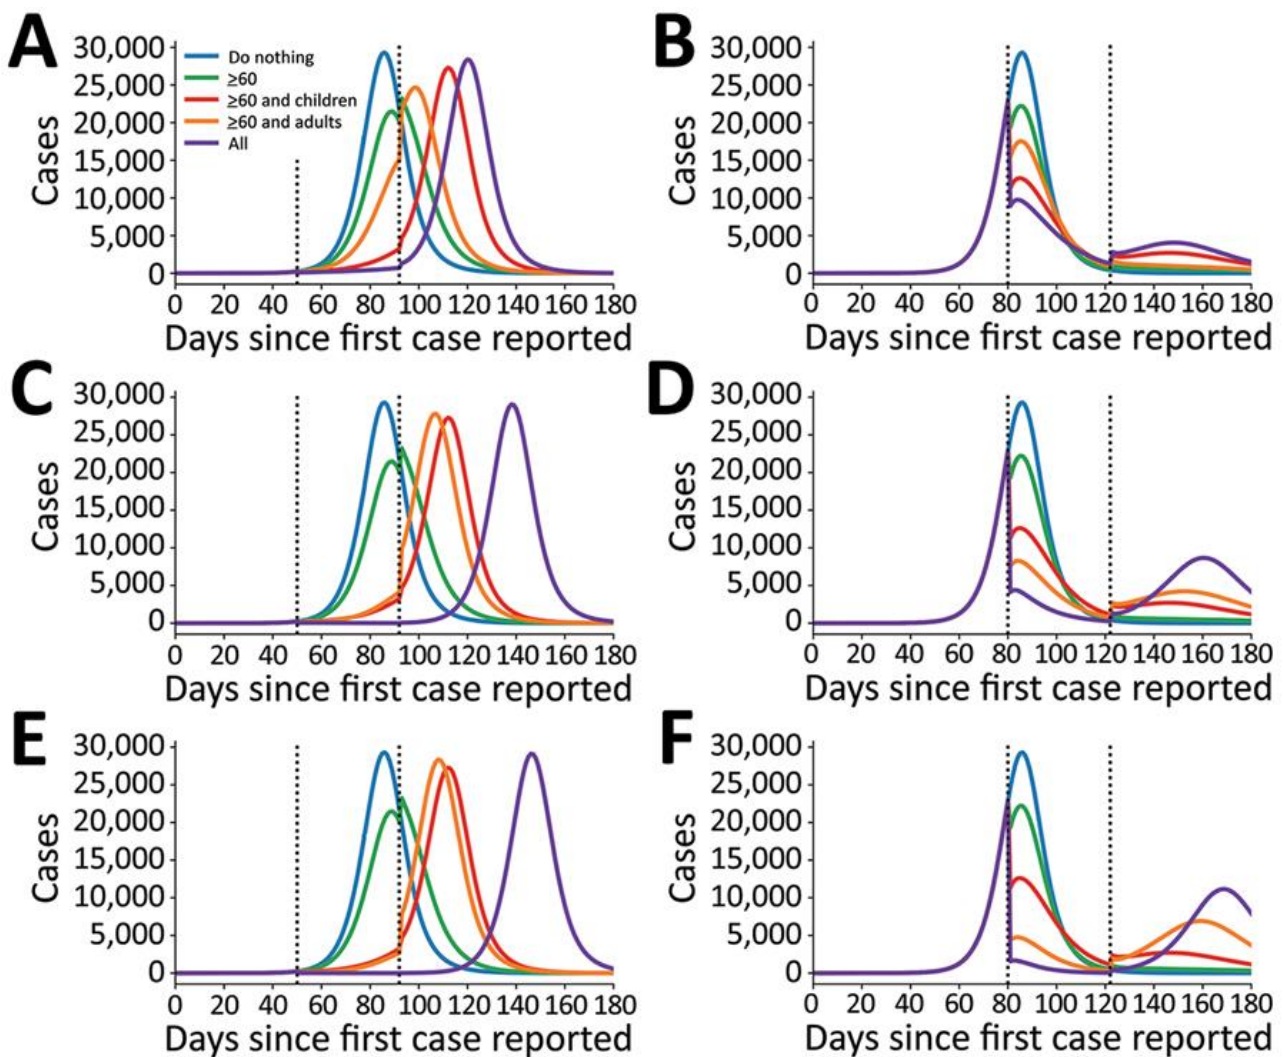 A
30,000
25,000
20,000
15,000
10,000
5,000
0
Cases
Do nothing
≥60
≥60 and children
≥60 and adults
All
0 20 40 60 80 100 120 140 160 180
Days since first case reported
B
30,000
25,000
20,000
15,000
10,000
5,000
0
Cases
0 20 40 60 80 100 120 140 160 180
Days since first case reported
C
30,000
25,000
20,000
15,000
10,000
5,000
0
Cases
0 20 40 60 80 100 120 140 160 180
Days since first case reported
D
30,000
25,000
20,000
15,000
10,000
5,000
0
Cases
0 20 40 60 80 100 120 140 160 180
Days since first case reported
E
30,000
25,000
20,000
15,000
10,000
5,000
0
Cases
0 20 40 60 80 100 120 140 160 180
Days since first case reported
F
30,000
25,000
20,000
15,000
10,000
5,000
0
Cases
0 20 40 60 80 100 120 140 160 180
Days since first case reported